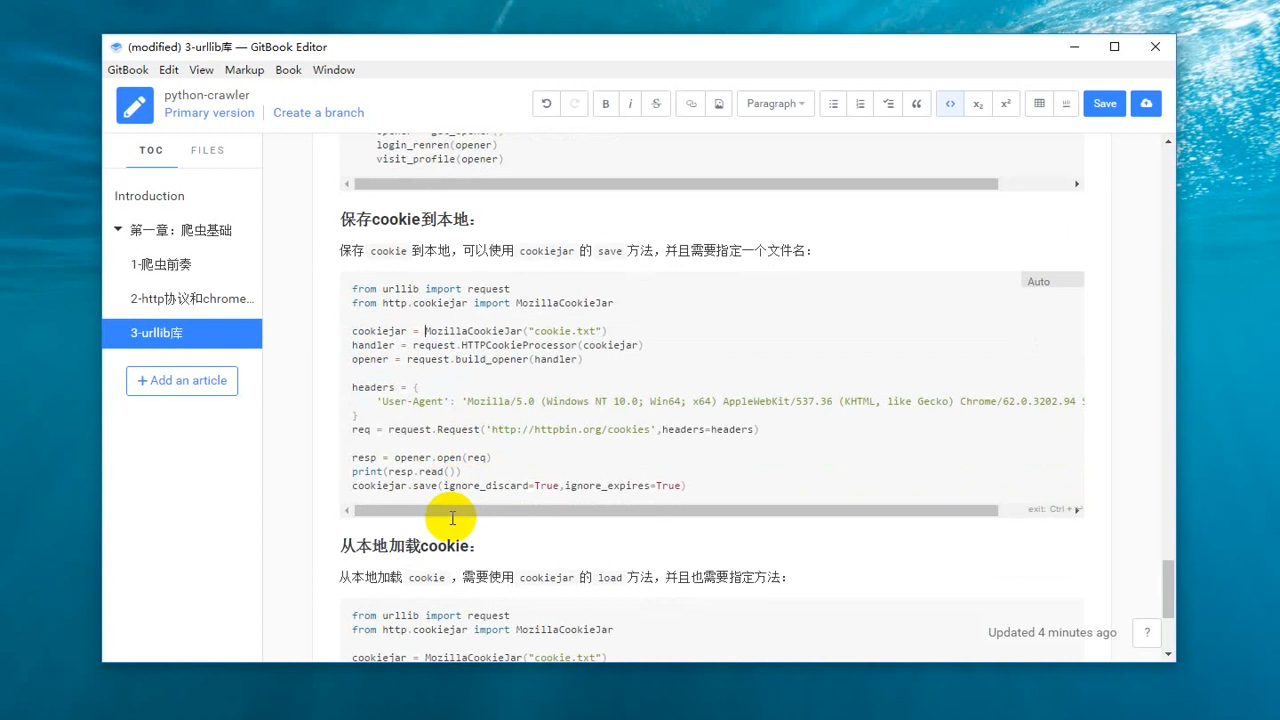 (modified) 3-urllib库 — GitBook Editor
GitBook Edit View Markup Book Window
python-crawler
Primary version Create a branch
B i S Paragraph “ <> x₂ x² Save
TOC FILES
Introduction
第一章：爬虫基础
1-爬虫前奏
2-http协议和chrome...
3-urllib库
+ Add an article
login_renren(opener)
visit_profile(opener)
保存cookie到本地：
保存 cookie 到本地，可以使用 cookiejar 的 save 方法，并且需要指定一个文件名：
Auto
from urllib import request
from http.cookiejar import MozillaCookieJar
cookiejar = MozillaCookieJar("cookie.txt")
handler = request.HTTPCookieProcessor(cookiejar)
opener = request.build_opener(handler)
headers = {
'User-Agent': 'Mozilla/5.0 (Windows NT 10.0; Win64; x64) AppleWebKit/537.36 (KHTML, like Gecko) Chrome/62.0.3202.94 S
}
req = request.Request('http://httpbin.org/cookies',headers=headers)
resp = opener.open(req)
print(resp.read())
cookiejar.save(ignore_discard=True,ignore_expires=True)
exit: Ctrl + ↵
从本地加载cookie：
从本地加载 cookie ，需要使用 cookiejar 的 load 方法，并且也需要指定方法：
from urllib import request
from http.cookiejar import MozillaCookieJar
cookiejar = MozillaCookieJar("cookie.txt")
Updated 4 minutes ago
?